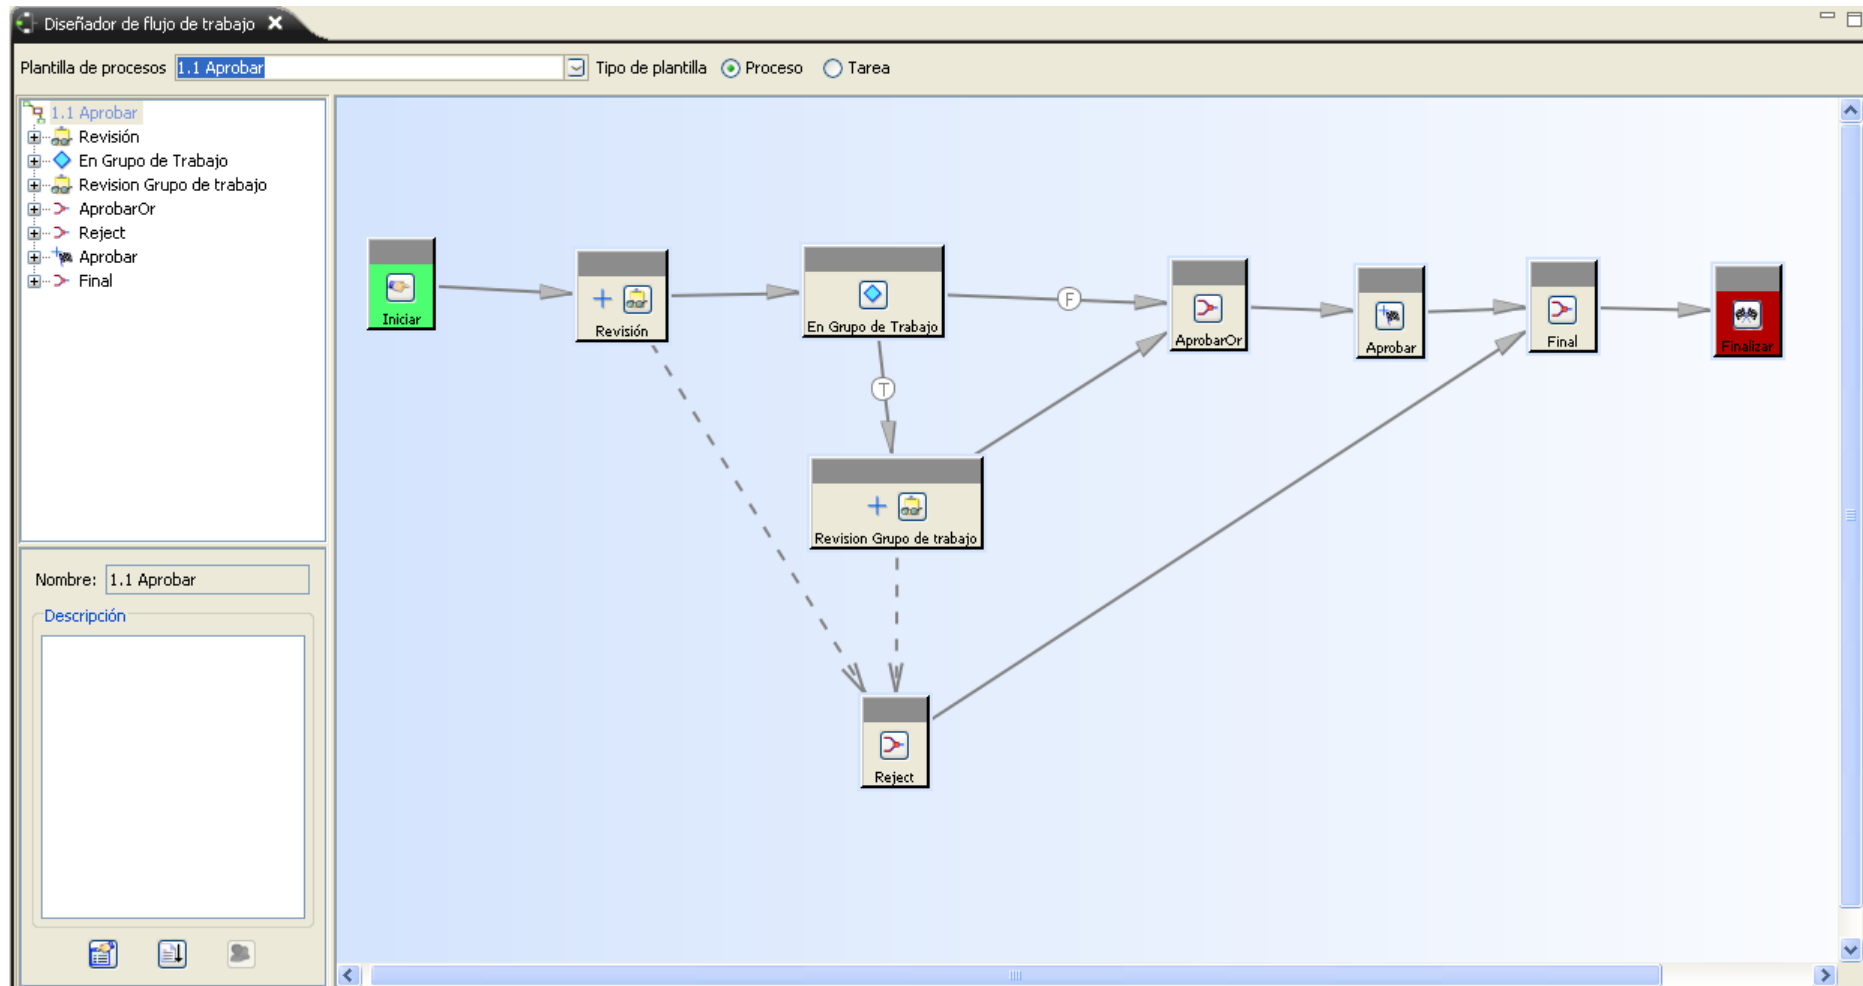 Diseñador de flujo de trabajo
Plantilla de procesos 1.1 Aprobar Tipo de plantilla Proceso Tarea
1.1 Aprobar
Revisión
En Grupo de Trabajo
Revision Grupo de trabajo
AprobarOr
Reject
Aprobar
Final
Nombre: 1.1 Aprobar
Descripción
Iniciar
Revisión
En Grupo de Trabajo
F
AprobarOr
Aprobar
Final
Finalizar
T
Revision Grupo de trabajo
Reject